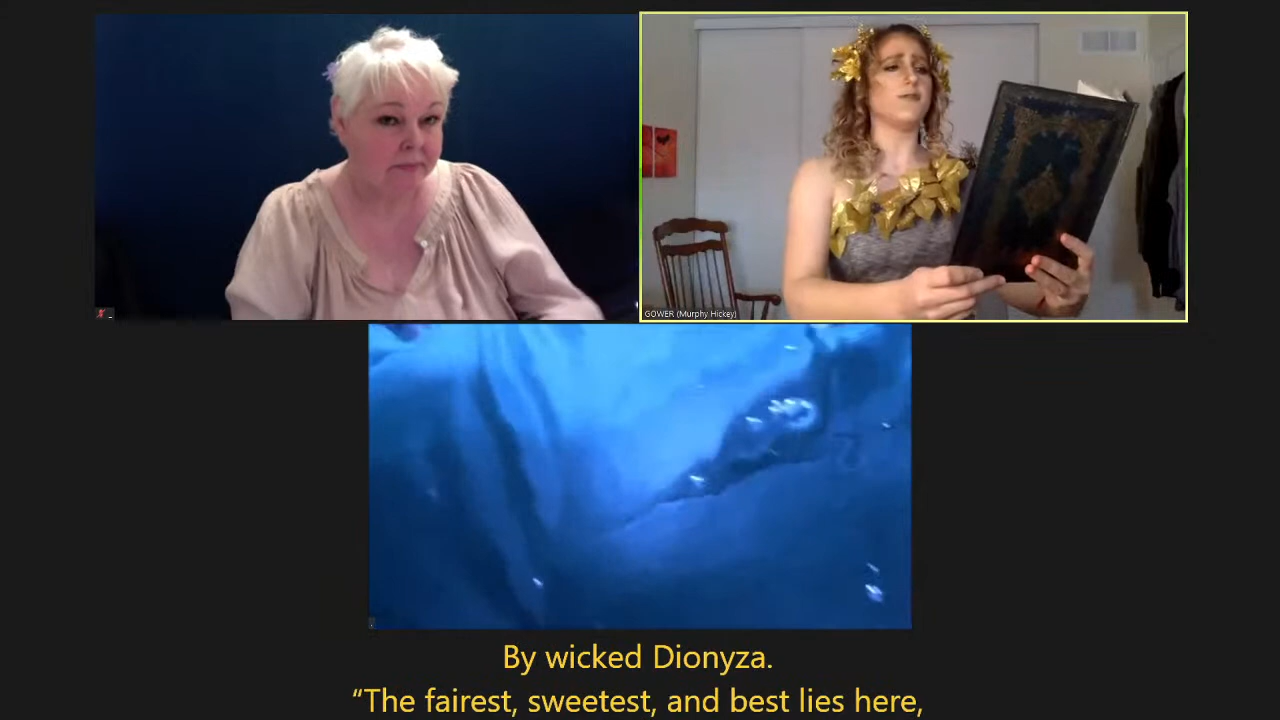 GOWER (Murphy Hickey)
By wicked Dionyza.
“The fairest, sweetest, and best lies here,